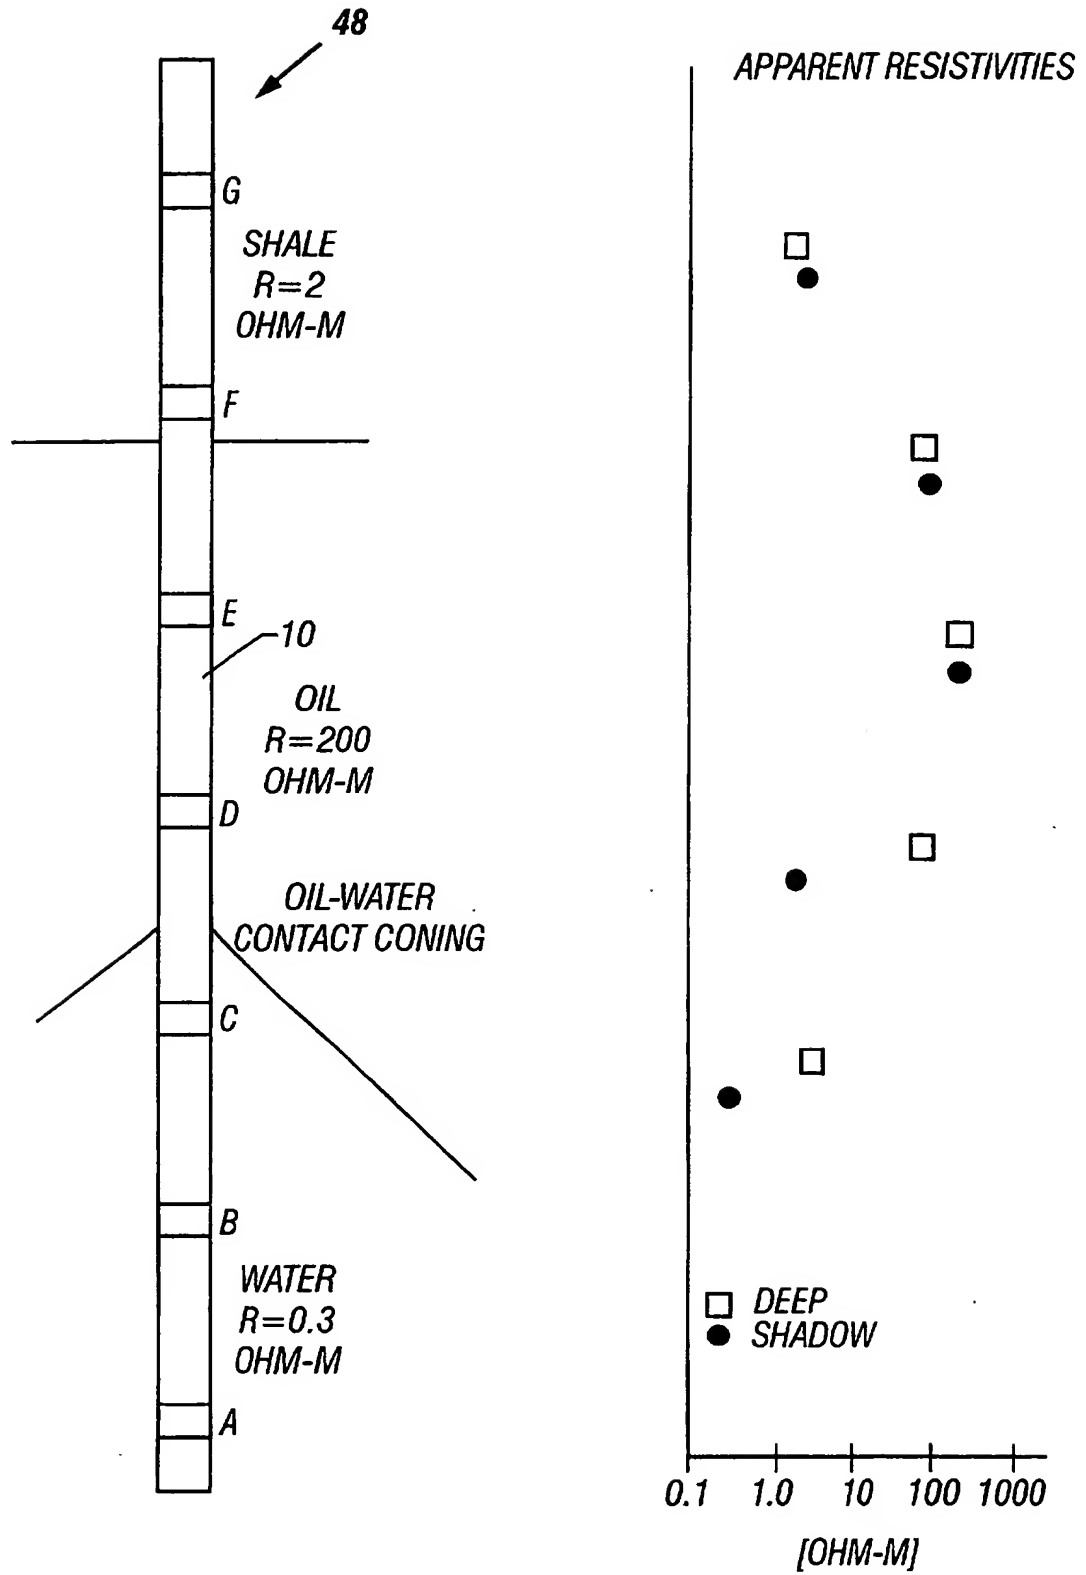 48
APPARENT RESISTIVITIES
G
SHALE
R=2
OHM-M
F
E
10
OIL
R=200
OHM-M
D
OIL-WATER
CONTACT CONING
C
B
WATER
R=0.3
OHM-M
A
DEEP
SHADOW
0.1 1.0 10 100 1000
[OHM-M]